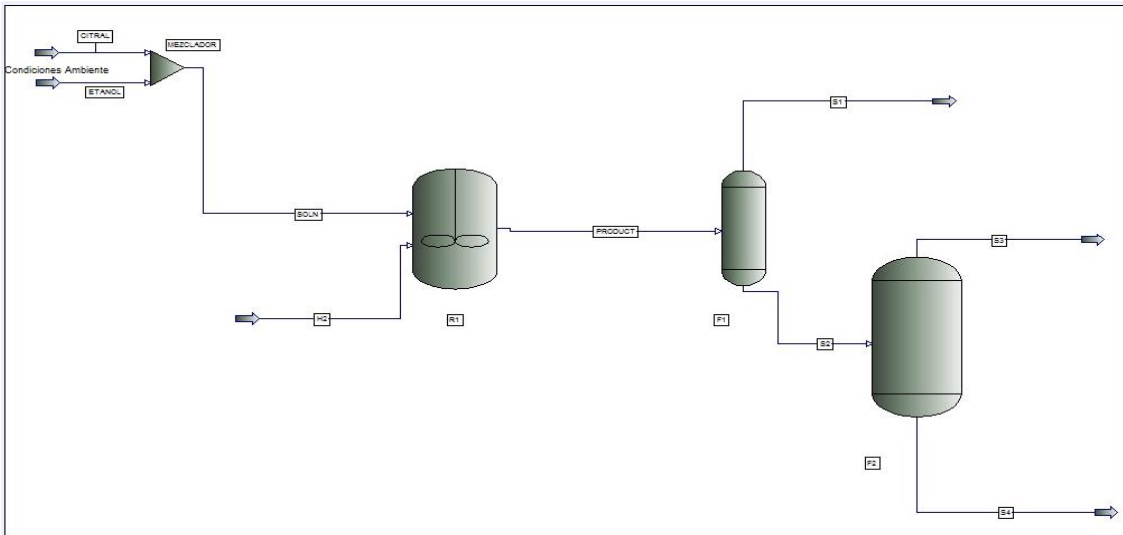 CITRAL
MEZCLADOR
Condiciones Ambiente
ETANOL
S1
SOLN
PRODUCT
S3
H2
R1
F1
S2
F2
S4